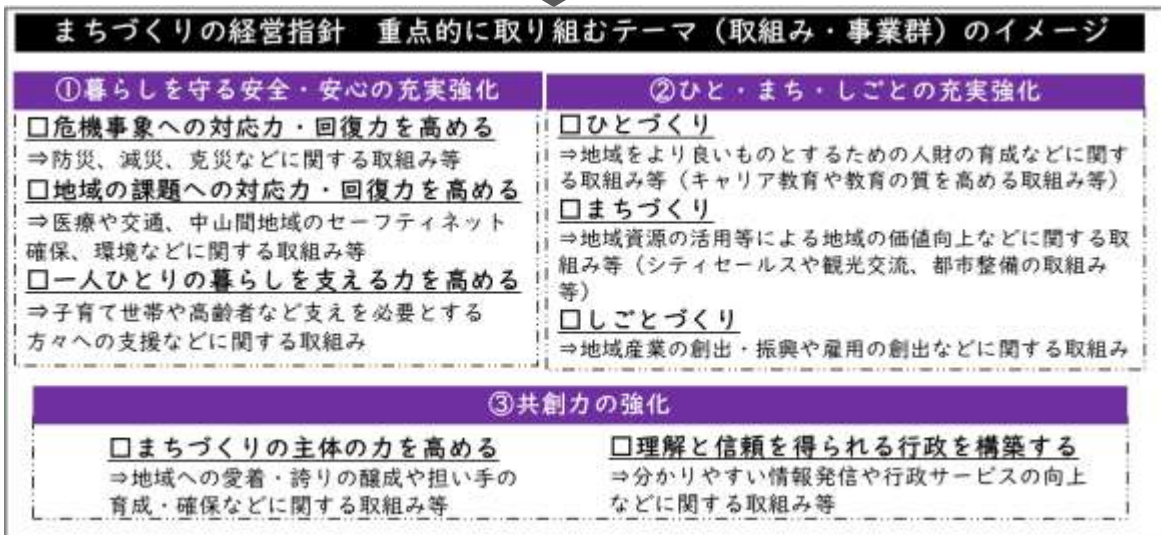 まちづくりの経営指針 重点的に取り組むテーマ（取組み・事業群）のイメージ
①暮らしを守る安全・安心の充実強化
□危機事象への対応力・回復力を高める
⇒防災、減災、克災などに関する取組み等
□地域の課題への対応力・回復力を高める
⇒医療や交通、中山間地域のセーフティネット
確保、環境などに関する取組み等
□一人ひとりの暮らしを支える力を高める
⇒子育て世帯や高齢者など支えを必要とする
方々への支援などに関する取組み
②ひと・まち・しごとの充実強化
□ひとづくり
⇒地域をより良いものとするための人財の育成などに関す
る取組み等（キャリア教育や教育の質を高める取組み等）
□まちづくり
⇒地域資源の活用等による地域の価値向上などに関する取
組み等（シティセールスや観光交流、都市整備の取組み
等）
□しごとづくり
⇒地域産業の創出・振興や雇用の創出などに関する取組み
③共創力の強化
□まちづくりの主体の力を高める
⇒地域への愛着・誇りの醸成や担い手の
育成・確保などに関する取組み等
□理解と信頼を得られる行政を構築する
⇒分かりやすい情報発信や行政サービスの向上
などに関する取組み等